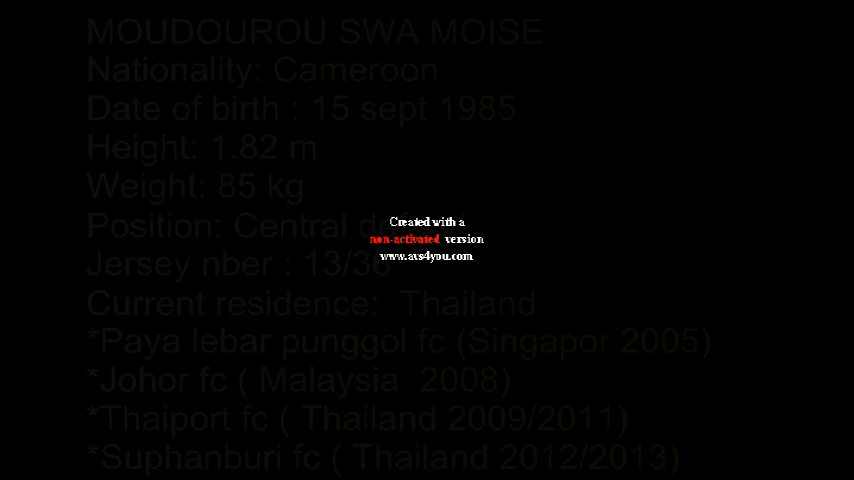 MOUDOUROU SWA MOISE
Nationality: Cameroon
Date of birth : 15 sept 1985
Height: 1.82 m
Weight: 85 kg
Position: Central
Jersey nber : 13/36
Current residence: Thailand
*Paya lebar punggol fc (Singapor 2005)
*Johor fc ( Malaysia 2008)
*Thaiport fc ( Thailand 2009/2011)
*Suphanburi fc ( Thailand 2012/2013)
Created with a
non-activated version
www.avs4you.com